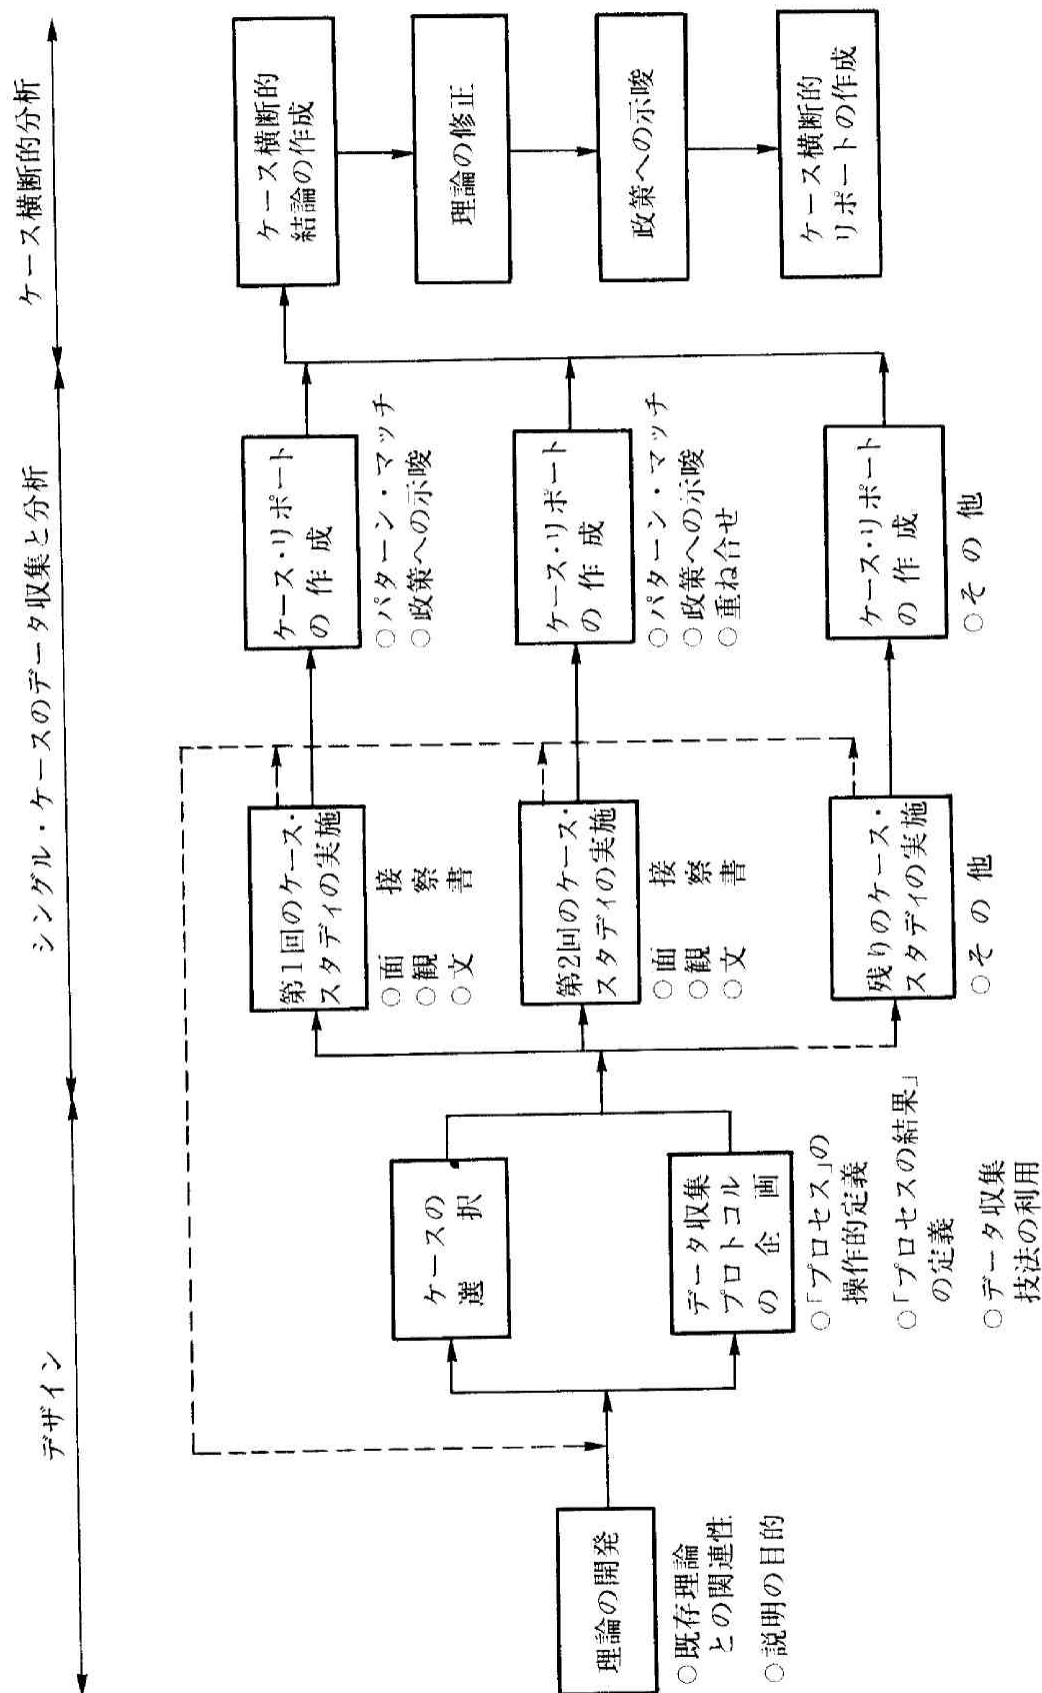 デザイン
シングル・ケースのデータ収集と分析
ケース横断的分析
理論の開発
○既存理論
との関連性
○説明の目的
ケースの
選択
データ収集
プロトコル
の企画
○「プロセス」の
操作的定義
○「プロセスの結果」
の定義
○データ収集
技法の利用
第1回のケース・
スタディの実施
○面接
○観察
○文書
第2回のケース・
スタディの実施
○面接
○観察
○文書
残りのケース・
スタディの実施
○その他
ケース・リポート
の作成
○パターン・マッチ
○政策への示唆
ケース・リポート
の作成
○パターン・マッチ
○政策への示唆
○重ね合せ
ケース・リポート
の作成
○その他
ケース横断的
結論の作成
理論の修正
政策への示唆
ケース横断的
リポートの作成